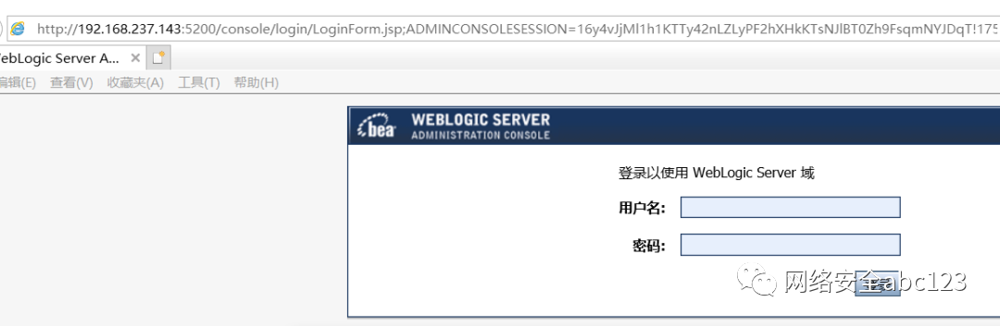 http://192.168.237.143:5200/console/login/LoginForm.jsp;ADMINCONSOLESESSION=16y4vJjMl1h1KTTy42nLZLyPF2hXHkKTsNJlBT0Zh9FsqmNYJDqT!175
ebLogic Server A...
编辑(E) 查看(V) 收藏夹(A) 工具(T) 帮助(H)
bea WEBLOGIC SERVER
ADMINISTRATION CONSOLE
登录以使用 WebLogic Server 域
用户名:
密码:
网络安全abc123